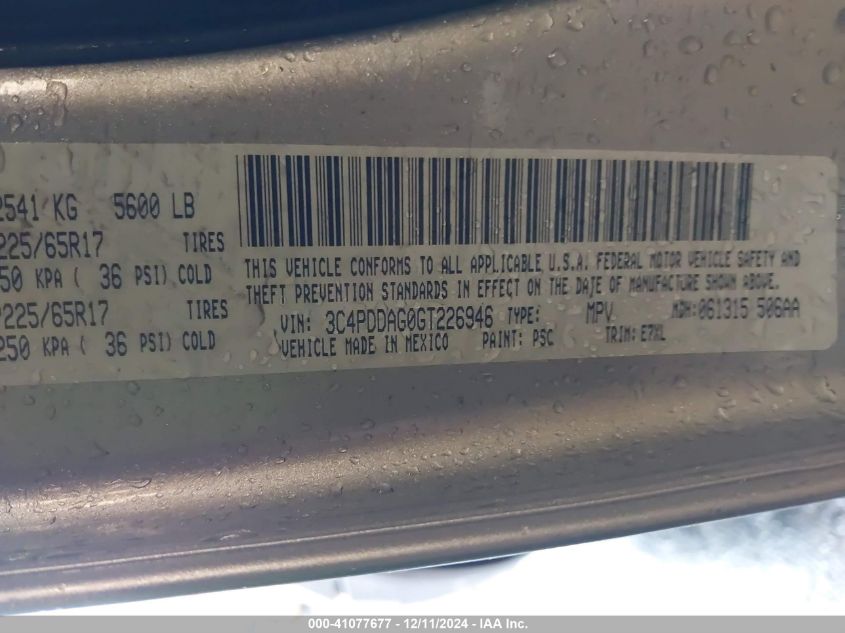 2541 KG 5600 LB
225/65R17 TIRES
250 KPA ( 36 PSI) COLD
P225/65R17 TIRES
250 KPA ( 36 PSI) COLD
THIS VEHICLE CONFORMS TO ALL APPLICABLE U.S.A. FEDERAL MOTOR VEHICLE SAFETY AND
THEFT PREVENTION STANDARDS IN EFFECT ON THE DATE OF MANUFACTURE SHOWN ABOVE.
VIN: 3C4PDDAG0GT226946 TYPE: MPV MDH: 061315 506AA
VEHICLE MADE IN MEXICO PAINT: PSC TRIM: E7XL
000-41077677 - 12/11/2024 - IAA Inc.